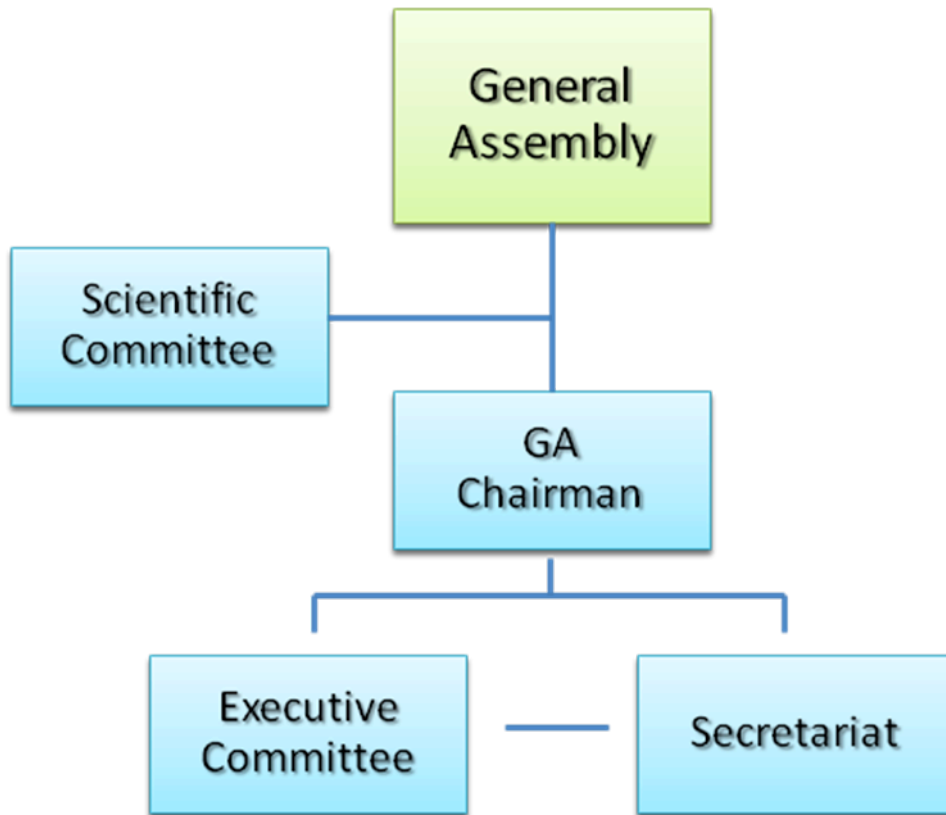 General
Assembly
Scientific
Committee
GA
Chairman
Executive
Committee
Secretariat